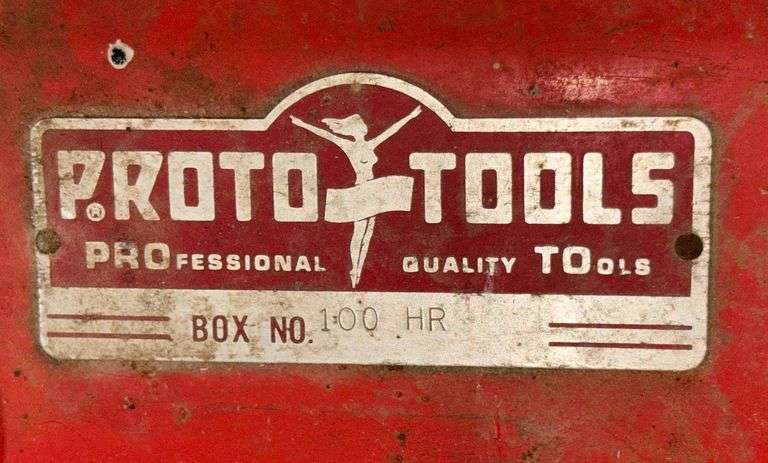 P.ROTO TOOLS
®
PROFESSIONAL QUALITY TOOLS
BOX NO. 100 HR